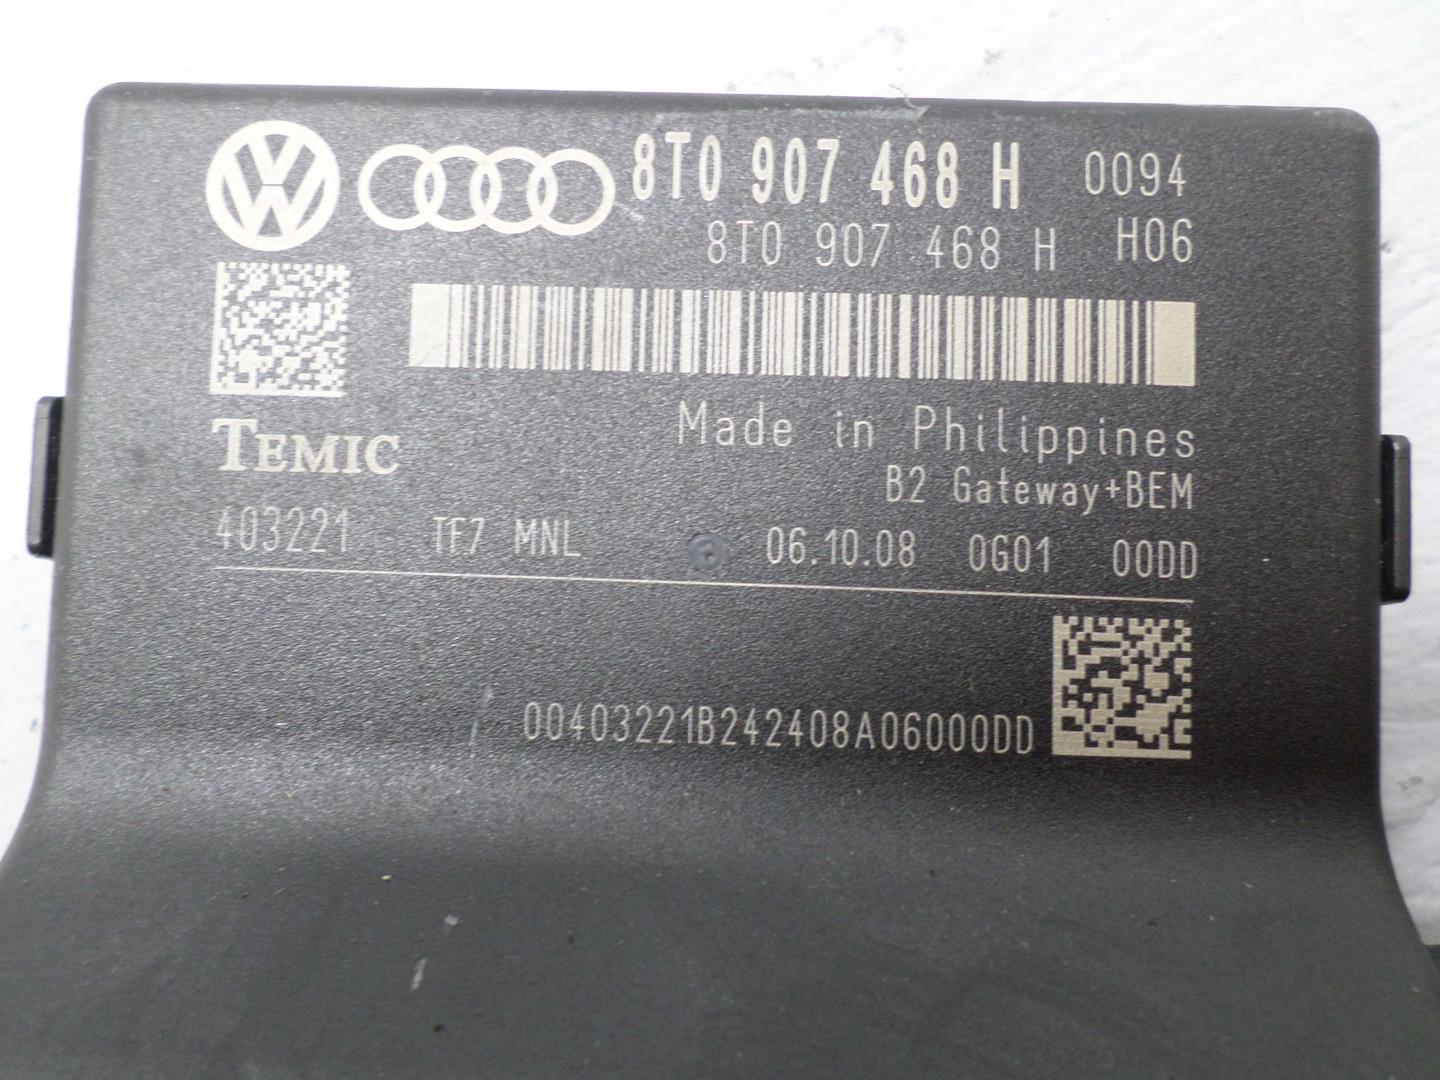 8T0 907 468 H 0094
8T0 907 468 H H06
TEMIC
Made in Philippines
B2 Gateway+BEM
403221 TF7 MNL 06.10.08 0G01 00DD
00403221B242408A06000DD